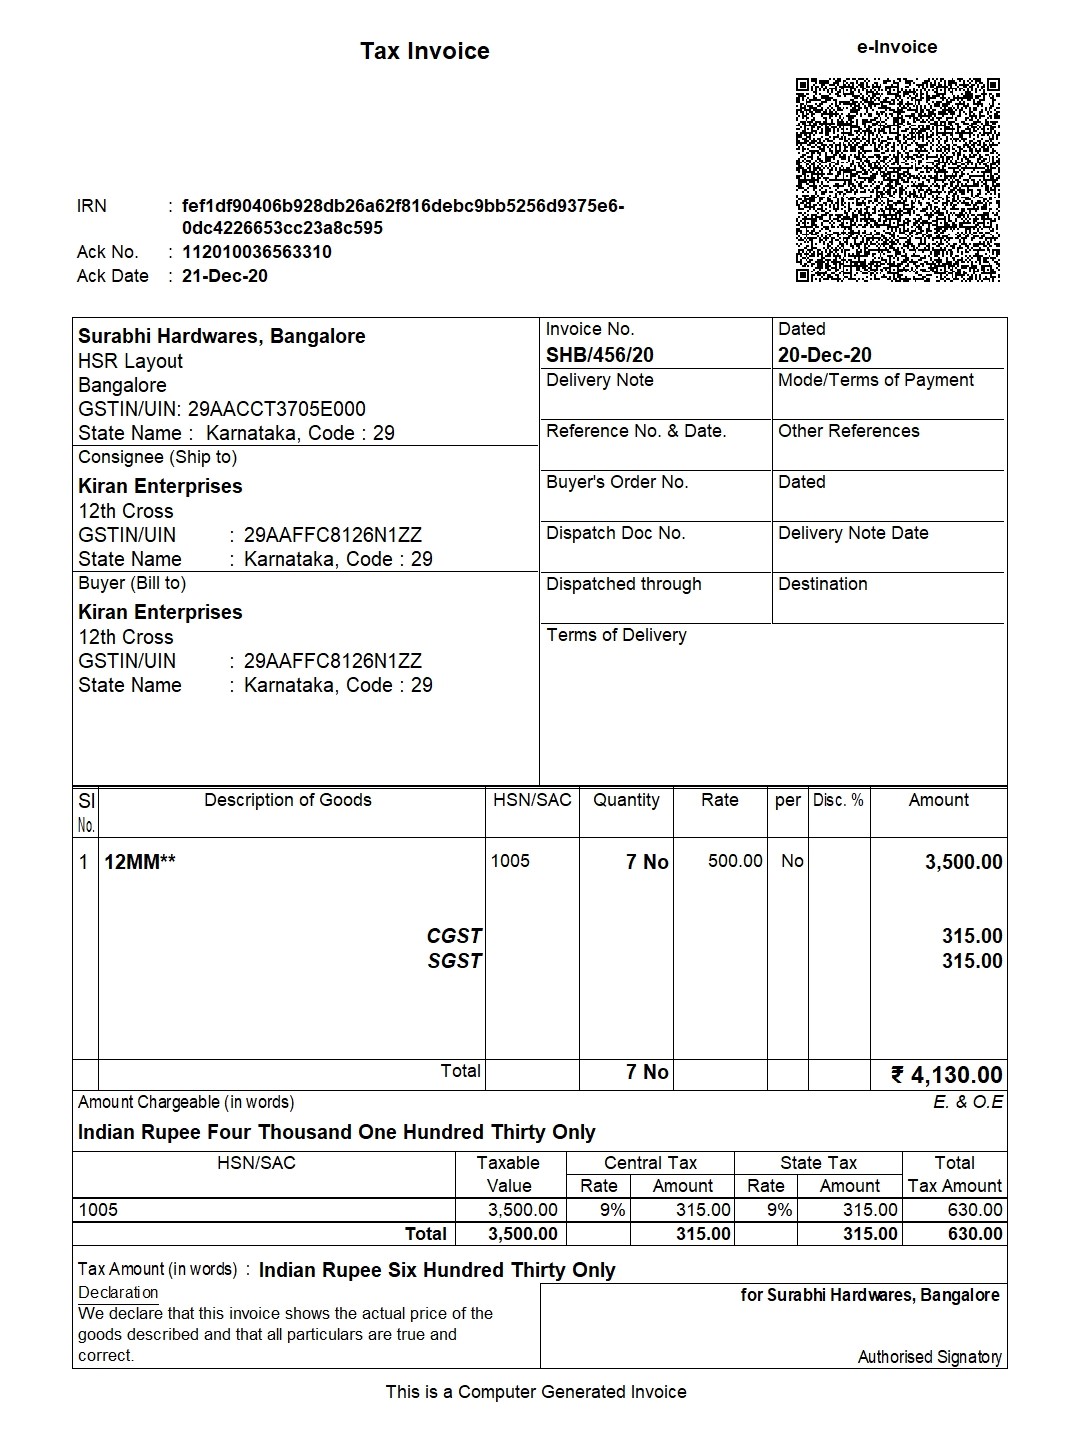 Tax Invoice
e-Invoice
IRN : fef1df90406b928db26a62f816debc9bb5256d9375e6-
0dc4226653cc23a8c595
Ack No. : 112010036563310
Ack Date : 21-Dec-20
Surabhi Hardwares, Bangalore
HSR Layout
Bangalore
GSTIN/UIN: 29AACCT3705E000
State Name : Karnataka, Code : 29
Consignee (Ship to)
Kiran Enterprises
12th Cross
GSTIN/UIN : 29AAFFC8126N1ZZ
State Name : Karnataka, Code : 29
Buyer (Bill to)
Kiran Enterprises
12th Cross
GSTIN/UIN : 29AAFFC8126N1ZZ
State Name : Karnataka, Code : 29
Invoice No. Dated
SHB/456/20 20-Dec-20
Delivery Note Mode/Terms of Payment
Reference No. & Date. Other References
Buyer's Order No. Dated
Dispatch Doc No. Delivery Note Date
Dispatched through Destination
Terms of Delivery
Sl Description of Goods HSN/SAC Quantity Rate per Disc. % Amount
No.
1 12MM** 1005 7 No 500.00 No 3,500.00
CGST 315.00
SGST 315.00
Total 7 No ₹ 4,130.00
Amount Chargeable (in words) E. & O.E
Indian Rupee Four Thousand One Hundred Thirty Only
HSN/SAC Taxable Central Tax State Tax Total
Value Rate Amount Rate Amount Tax Amount
1005 3,500.00 9% 315.00 9% 315.00 630.00
Total 3,500.00 315.00 315.00 630.00
Tax Amount (in words) : Indian Rupee Six Hundred Thirty Only
Declaration
We declare that this invoice shows the actual price of the
goods described and that all particulars are true and
correct.
for Surabhi Hardwares, Bangalore
Authorised Signatory
This is a Computer Generated Invoice